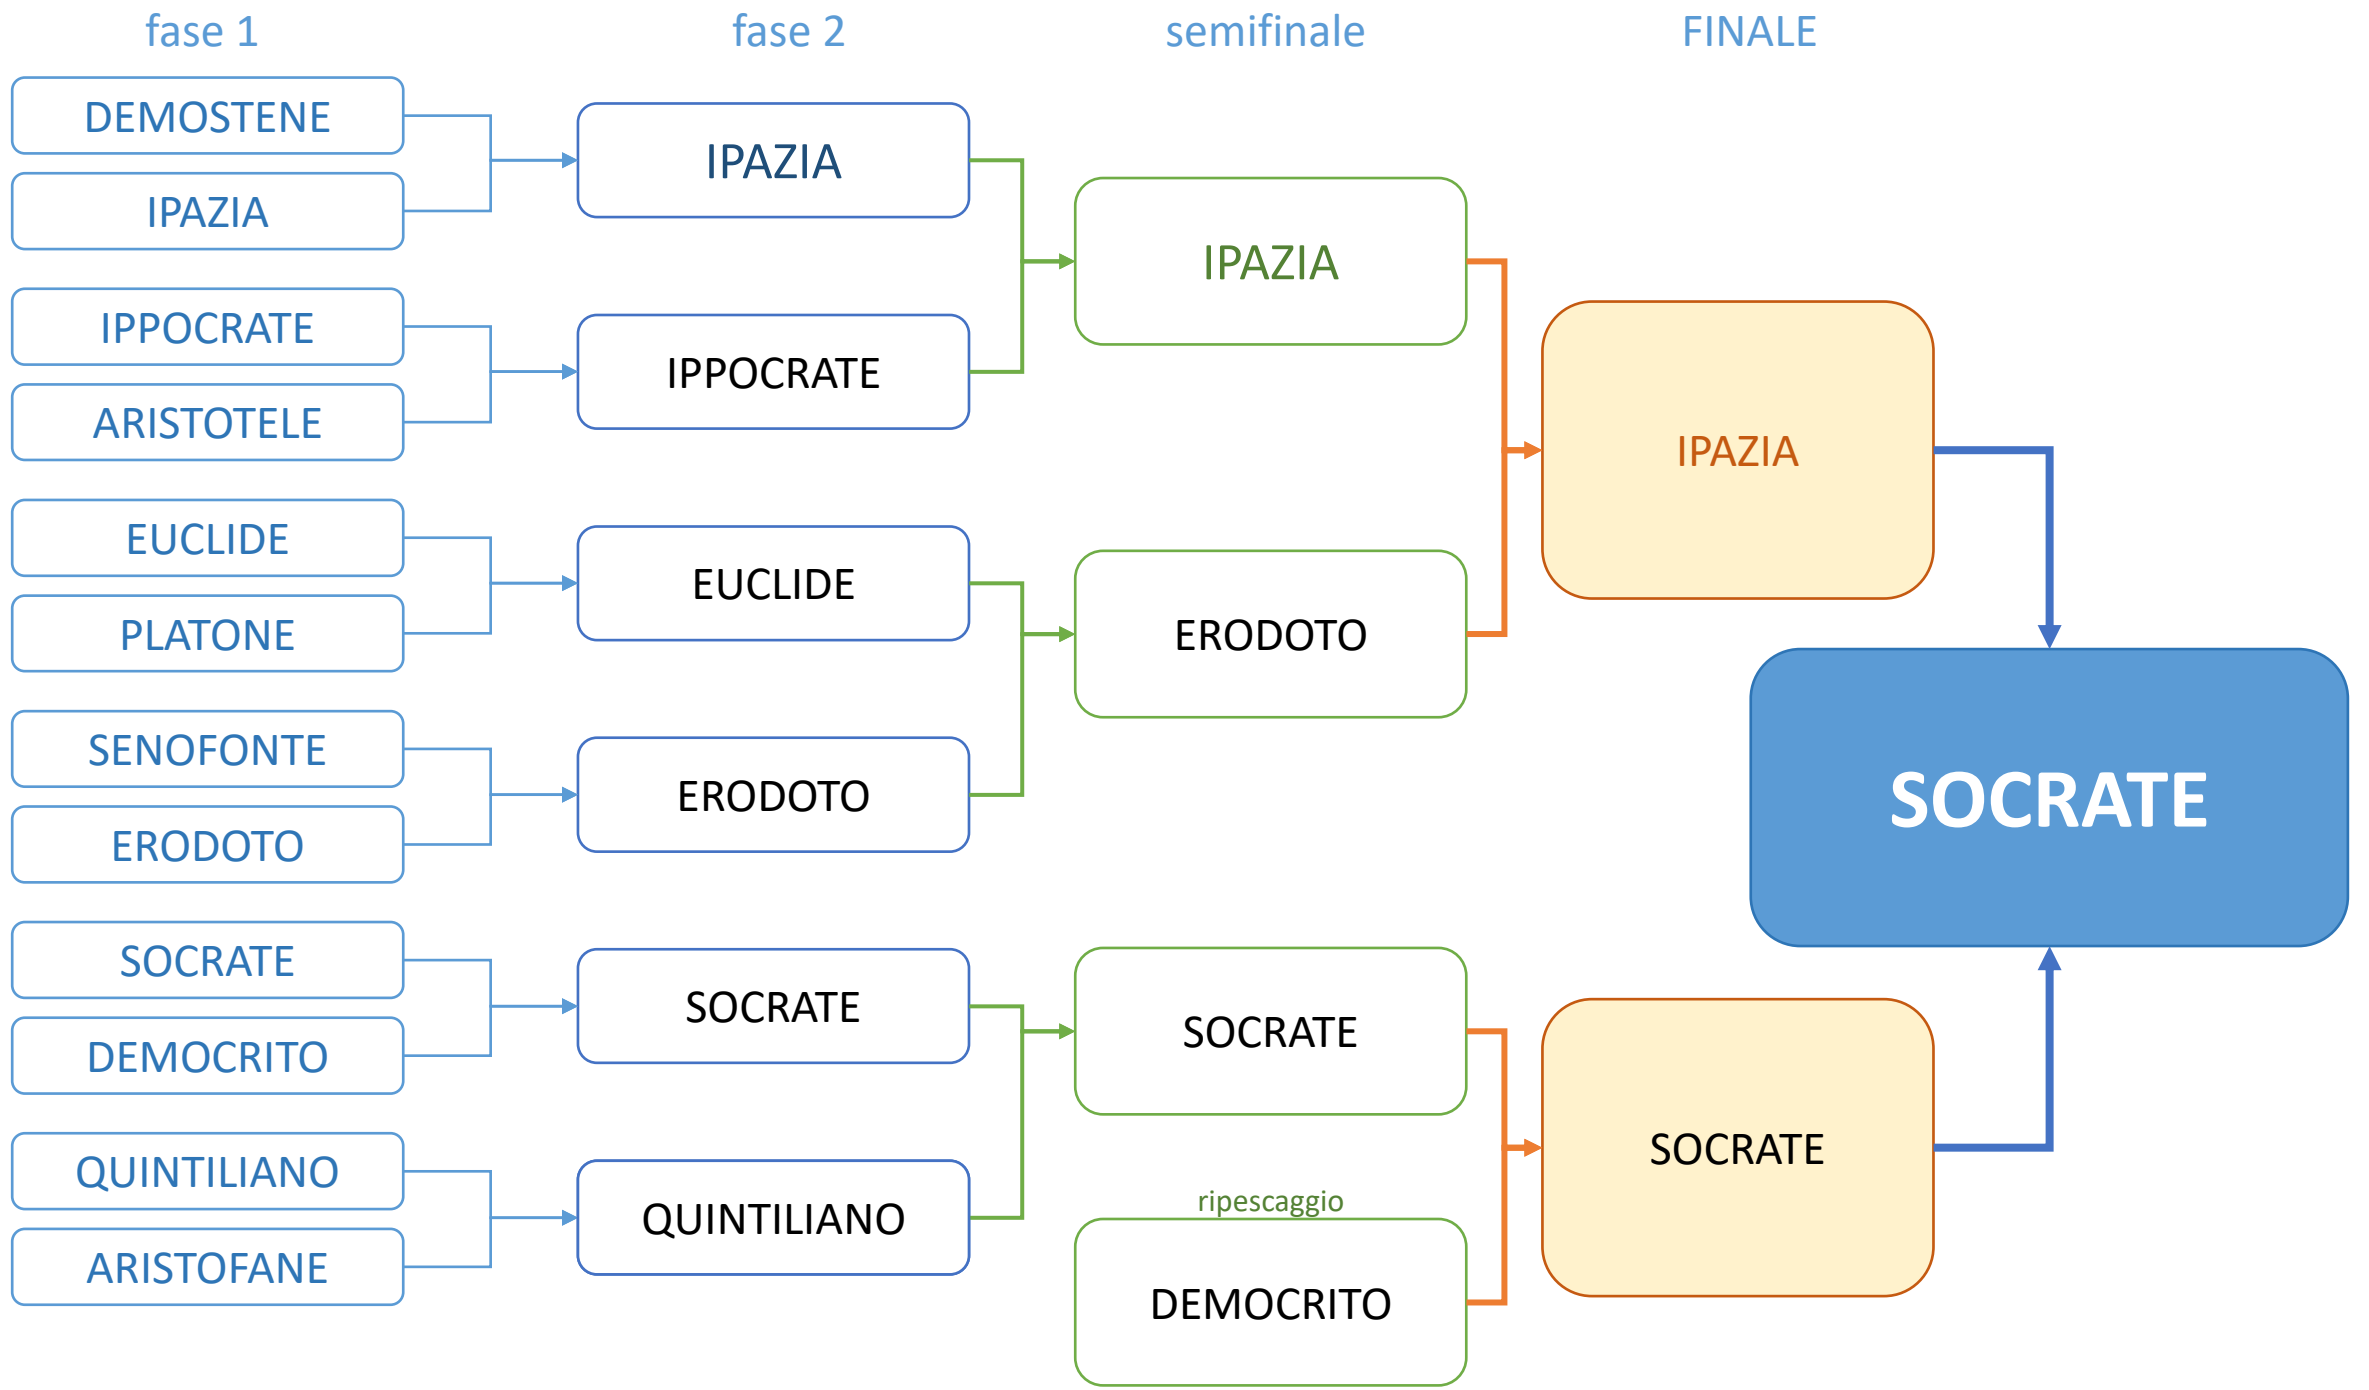 fase 1
fase 2
semifinale
FINALE
DEMOSTENE
IPAZIA
IPPOCRATE
ARISTOTELE
EUCLIDE
PLATONE
SENOFONTE
ERODOTO
SOCRATE
DEMOCRITO
QUINTILIANO
ARISTOFANE
IPAZIA
IPPOCRATE
EUCLIDE
ERODOTO
SOCRATE
QUINTILIANO
IPAZIA
ERODOTO
SOCRATE
ripescaggio
DEMOCRITO
IPAZIA
SOCRATE
SOCRATE